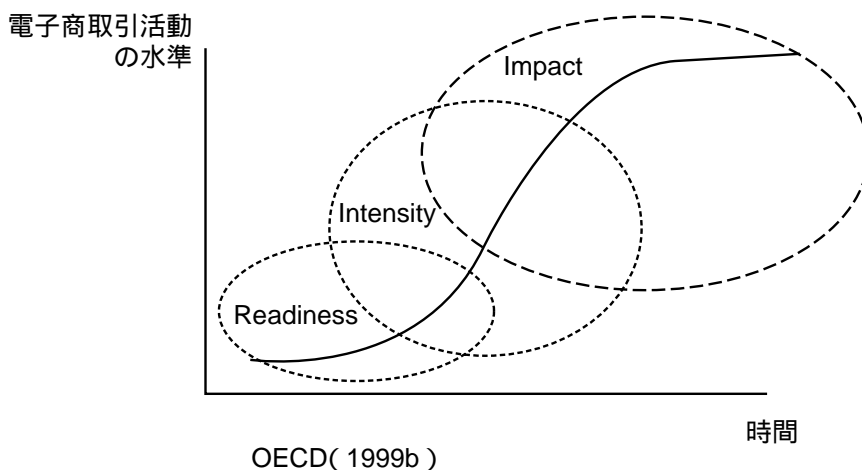 電子商取引活動
の水準
Impact
Intensity
Readiness
時間
OECD( 1999b )